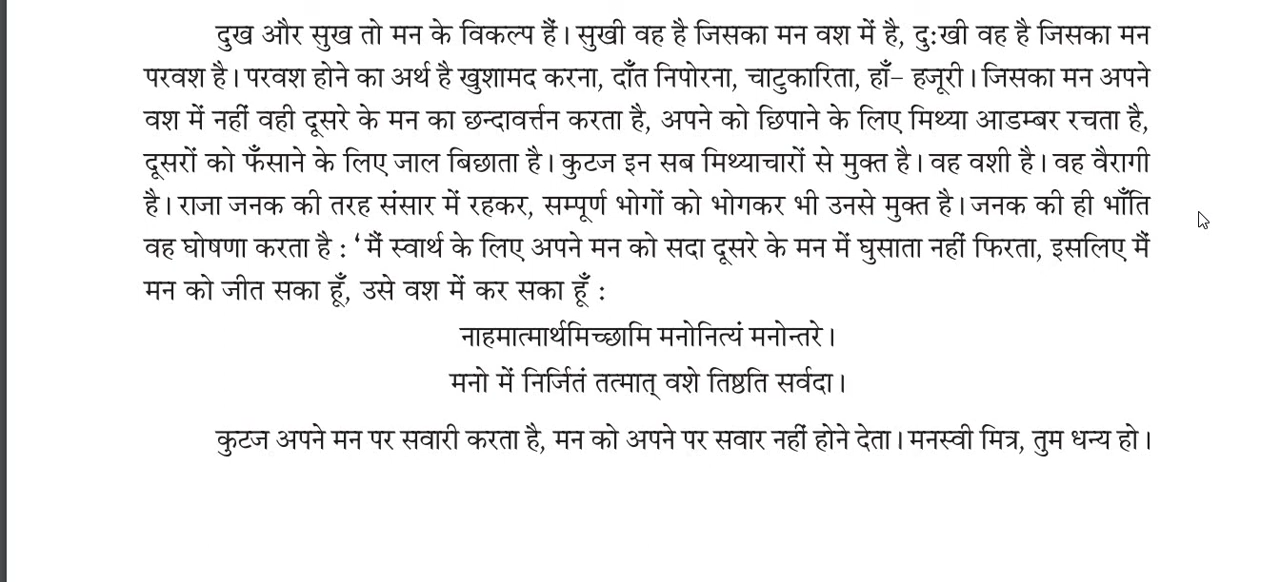 दुख और सुख तो मन के विकल्प हैं। सुखी वह है जिसका मन वश में है, दुःखी वह है जिसका मन
परवश है। परवश होने का अर्थ है खुशामद करना, दाँत निपोरना, चाटुकारिता, हाँ- हजूरी। जिसका मन अपने
वश में नहीं वही दूसरे के मन का छन्दावर्त्तन करता है, अपने को छिपाने के लिए मिथ्या आडम्बर रचता है,
दूसरों को फँसाने के लिए जाल बिछाता है। कुटज इन सब मिथ्याचारों से मुक्त है। वह वशी है। वह वैरागी
है। राजा जनक की तरह संसार में रहकर, सम्पूर्ण भोगों को भोगकर भी उनसे मुक्त है। जनक की ही भाँति
वह घोषणा करता है : ‘मैं स्वार्थ के लिए अपने मन को सदा दूसरे के मन में घुसाता नहीं फिरता, इसलिए मैं
मन को जीत सका हूँ, उसे वश में कर सका हूँ :
नाहमात्मार्थमिच्छामि मनोनित्यं मनोन्तरे।
मनो में निर्जितं तत्मात् वशे तिष्ठति सर्वदा।
कुटज अपने मन पर सवारी करता है, मन को अपने पर सवार नहीं होने देता। मनस्वी मित्र, तुम धन्य हो।